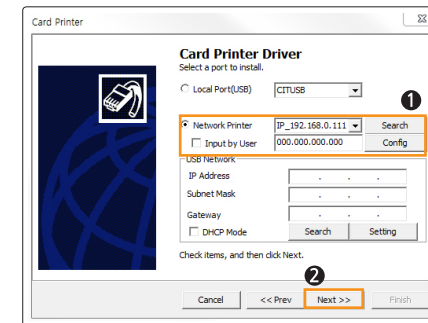 Card Printer
Card Printer Driver
Select a port to install.
Local Port(USB) CITUSB
1
Network Printer IP_192.168.0.111 Search
Input by User 000.000.000.000 Config
USB Network
IP Address . . .
Subnet Mask . . .
Gateway . . .
DHCP Mode Search Setting
Check items, and then click Next.
2
Cancel << Prev Next >> Finish